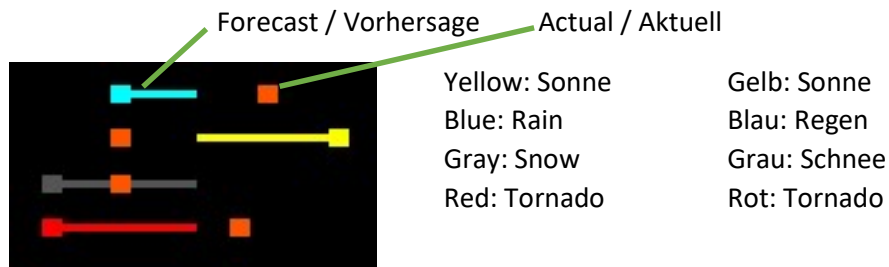 Forecast / Vorhersage Actual / Aktuell
Yellow: Sonne Gelb: Sonne
Blue: Rain Blau: Regen
Gray: Snow Grau: Schnee
Red: Tornado Rot: Tornado